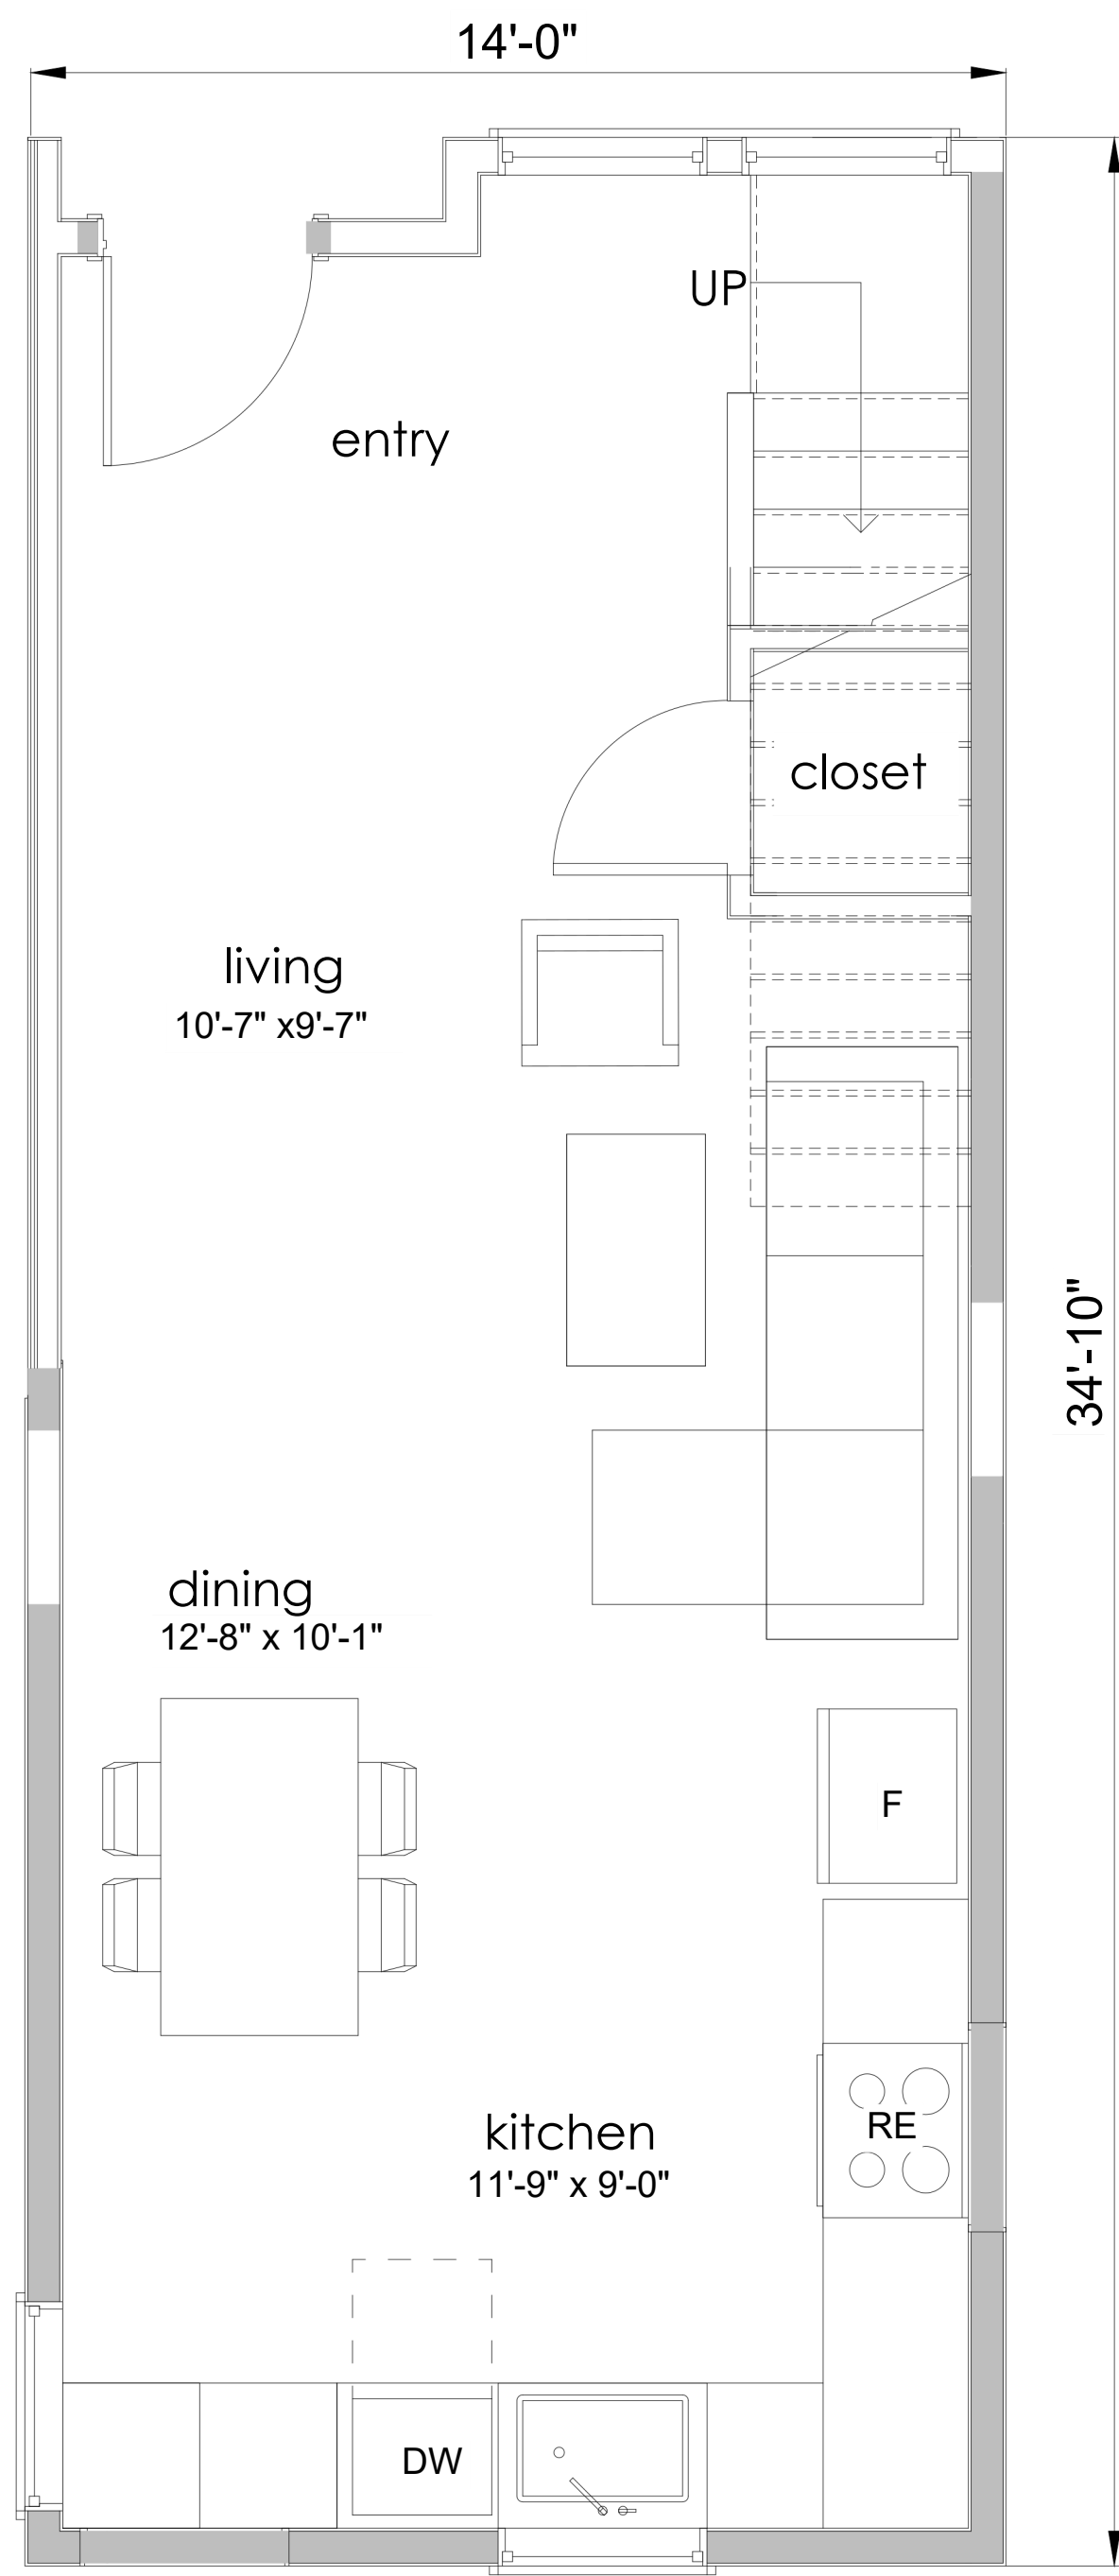 14'-0"
UP
entry
closet
living
10'-7" x9'-7"
34'-10"
dining
12'-8" x 10'-1"
F
RE
kitchen
11'-9" x 9'-0"
DW